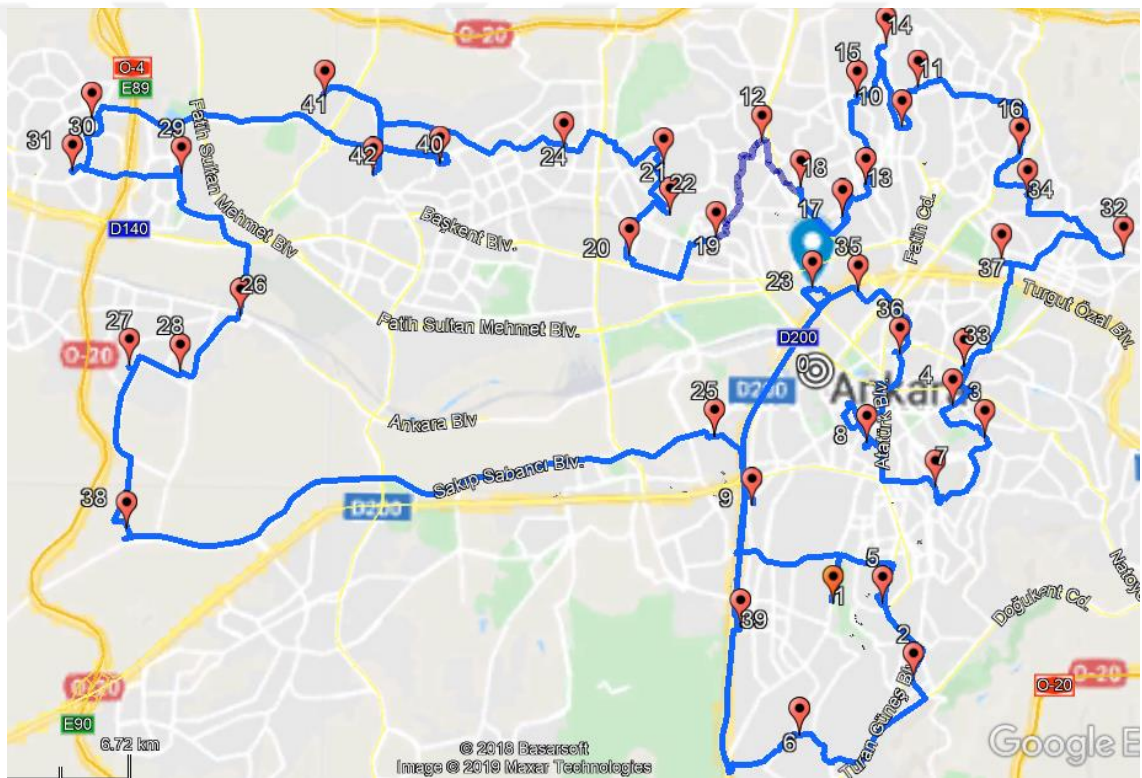 O-20
14
O-4
E89
15
11
41
10
12
30
16
Fatih Sultan Mehmet Blv
31
29
40
24
42
21
18
13
22
34
17
Fatih Cd.
32
Başkent Blv.
19
20
D140
35
37
23
26
Turgut Özal Blv.
36
Fatih Sultan Mehmet Blv.
D200
27
28
33
O-20
0
4
Ankara
3
D200
25
Ankara Blv
8
Atatürk Blv.
7
Sakıp Sabancı Blv.
9
38
D200
5
1
Doğukent Cd.
39
2
O-20
O-20
O-20
6
Turan Güneş Blv.
E90
6.72 km
© 2018 Basarsoft
Image © 2019 Maxar Technologies
Google E